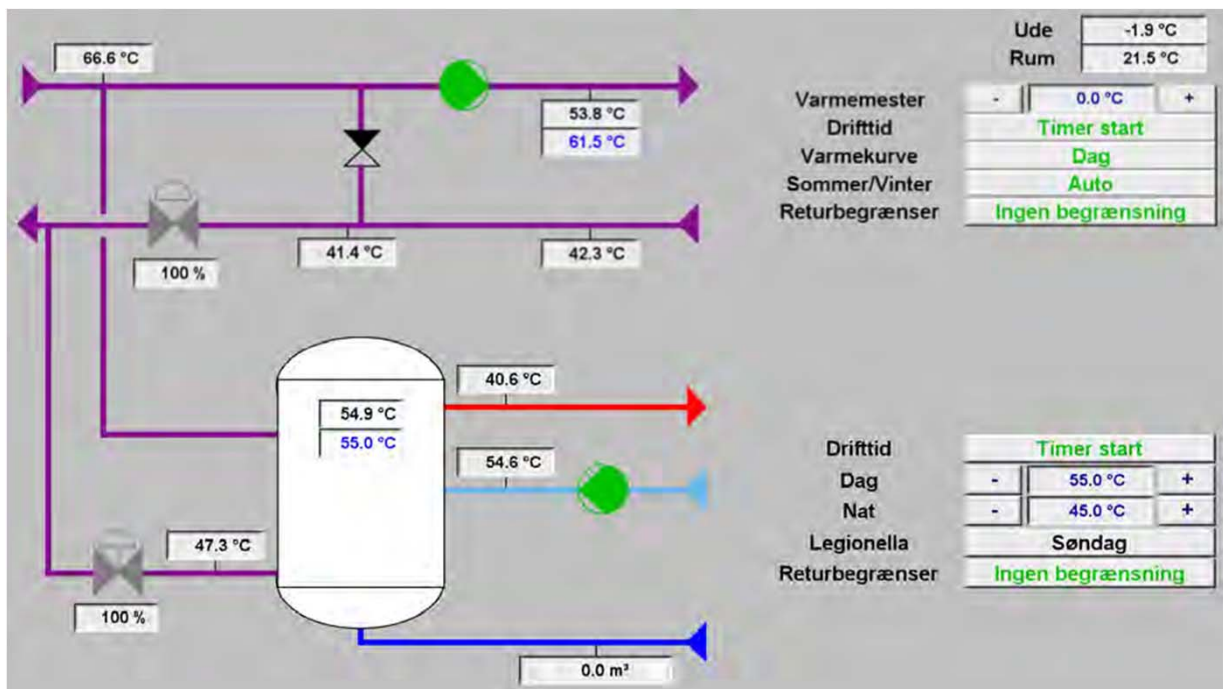 Ude -1.9 °C
66.6 °C
Rum 21.5 °C
Varmemester - 0.0 °C +
53.8 °C
Drifttid Timer start
61.5 °C
Varmekurve Dag
Sommer/Vinter Auto
Returbegrænser Ingen begrænsning
41.4 °C 42.3 °C
100 %
40.6 °C
54.9 °C
55.0 °C
Drifttid Timer start
54.6 °C
Dag - 55.0 °C +
Nat - 45.0 °C +
47.3 °C
Legionella Søndag
Returbegrænser Ingen begrænsning
100 %
0.0 m³